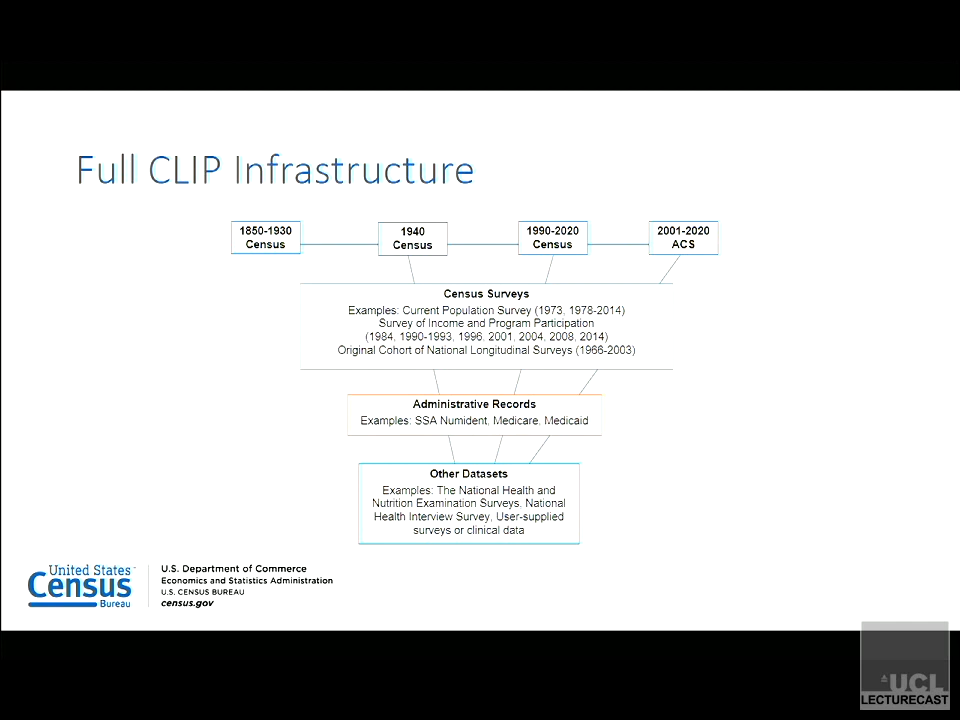 Full CLIP Infrastructure
1850-1930
Census
1940
Census
1990-2020
Census
2001-2020
ACS
Census Surveys
Examples: Current Population Survey (1973, 1978-2014)
Survey of Income and Program Participation
(1984, 1990-1993, 1996, 2001, 2004, 2008, 2014)
Original Cohort of National Longitudinal Surveys (1966-2003)
Administrative Records
Examples: SSA Numident, Medicare, Medicaid
Other Datasets
Examples: The National Health and
Nutrition Examination Surveys, National
Health Interview Survey, User-supplied
surveys or clinical data
United States
Census
Bureau
U.S. Department of Commerce
Economics and Statistics Administration
U.S. CENSUS BUREAU
census.gov
UCL
LECTURECAST